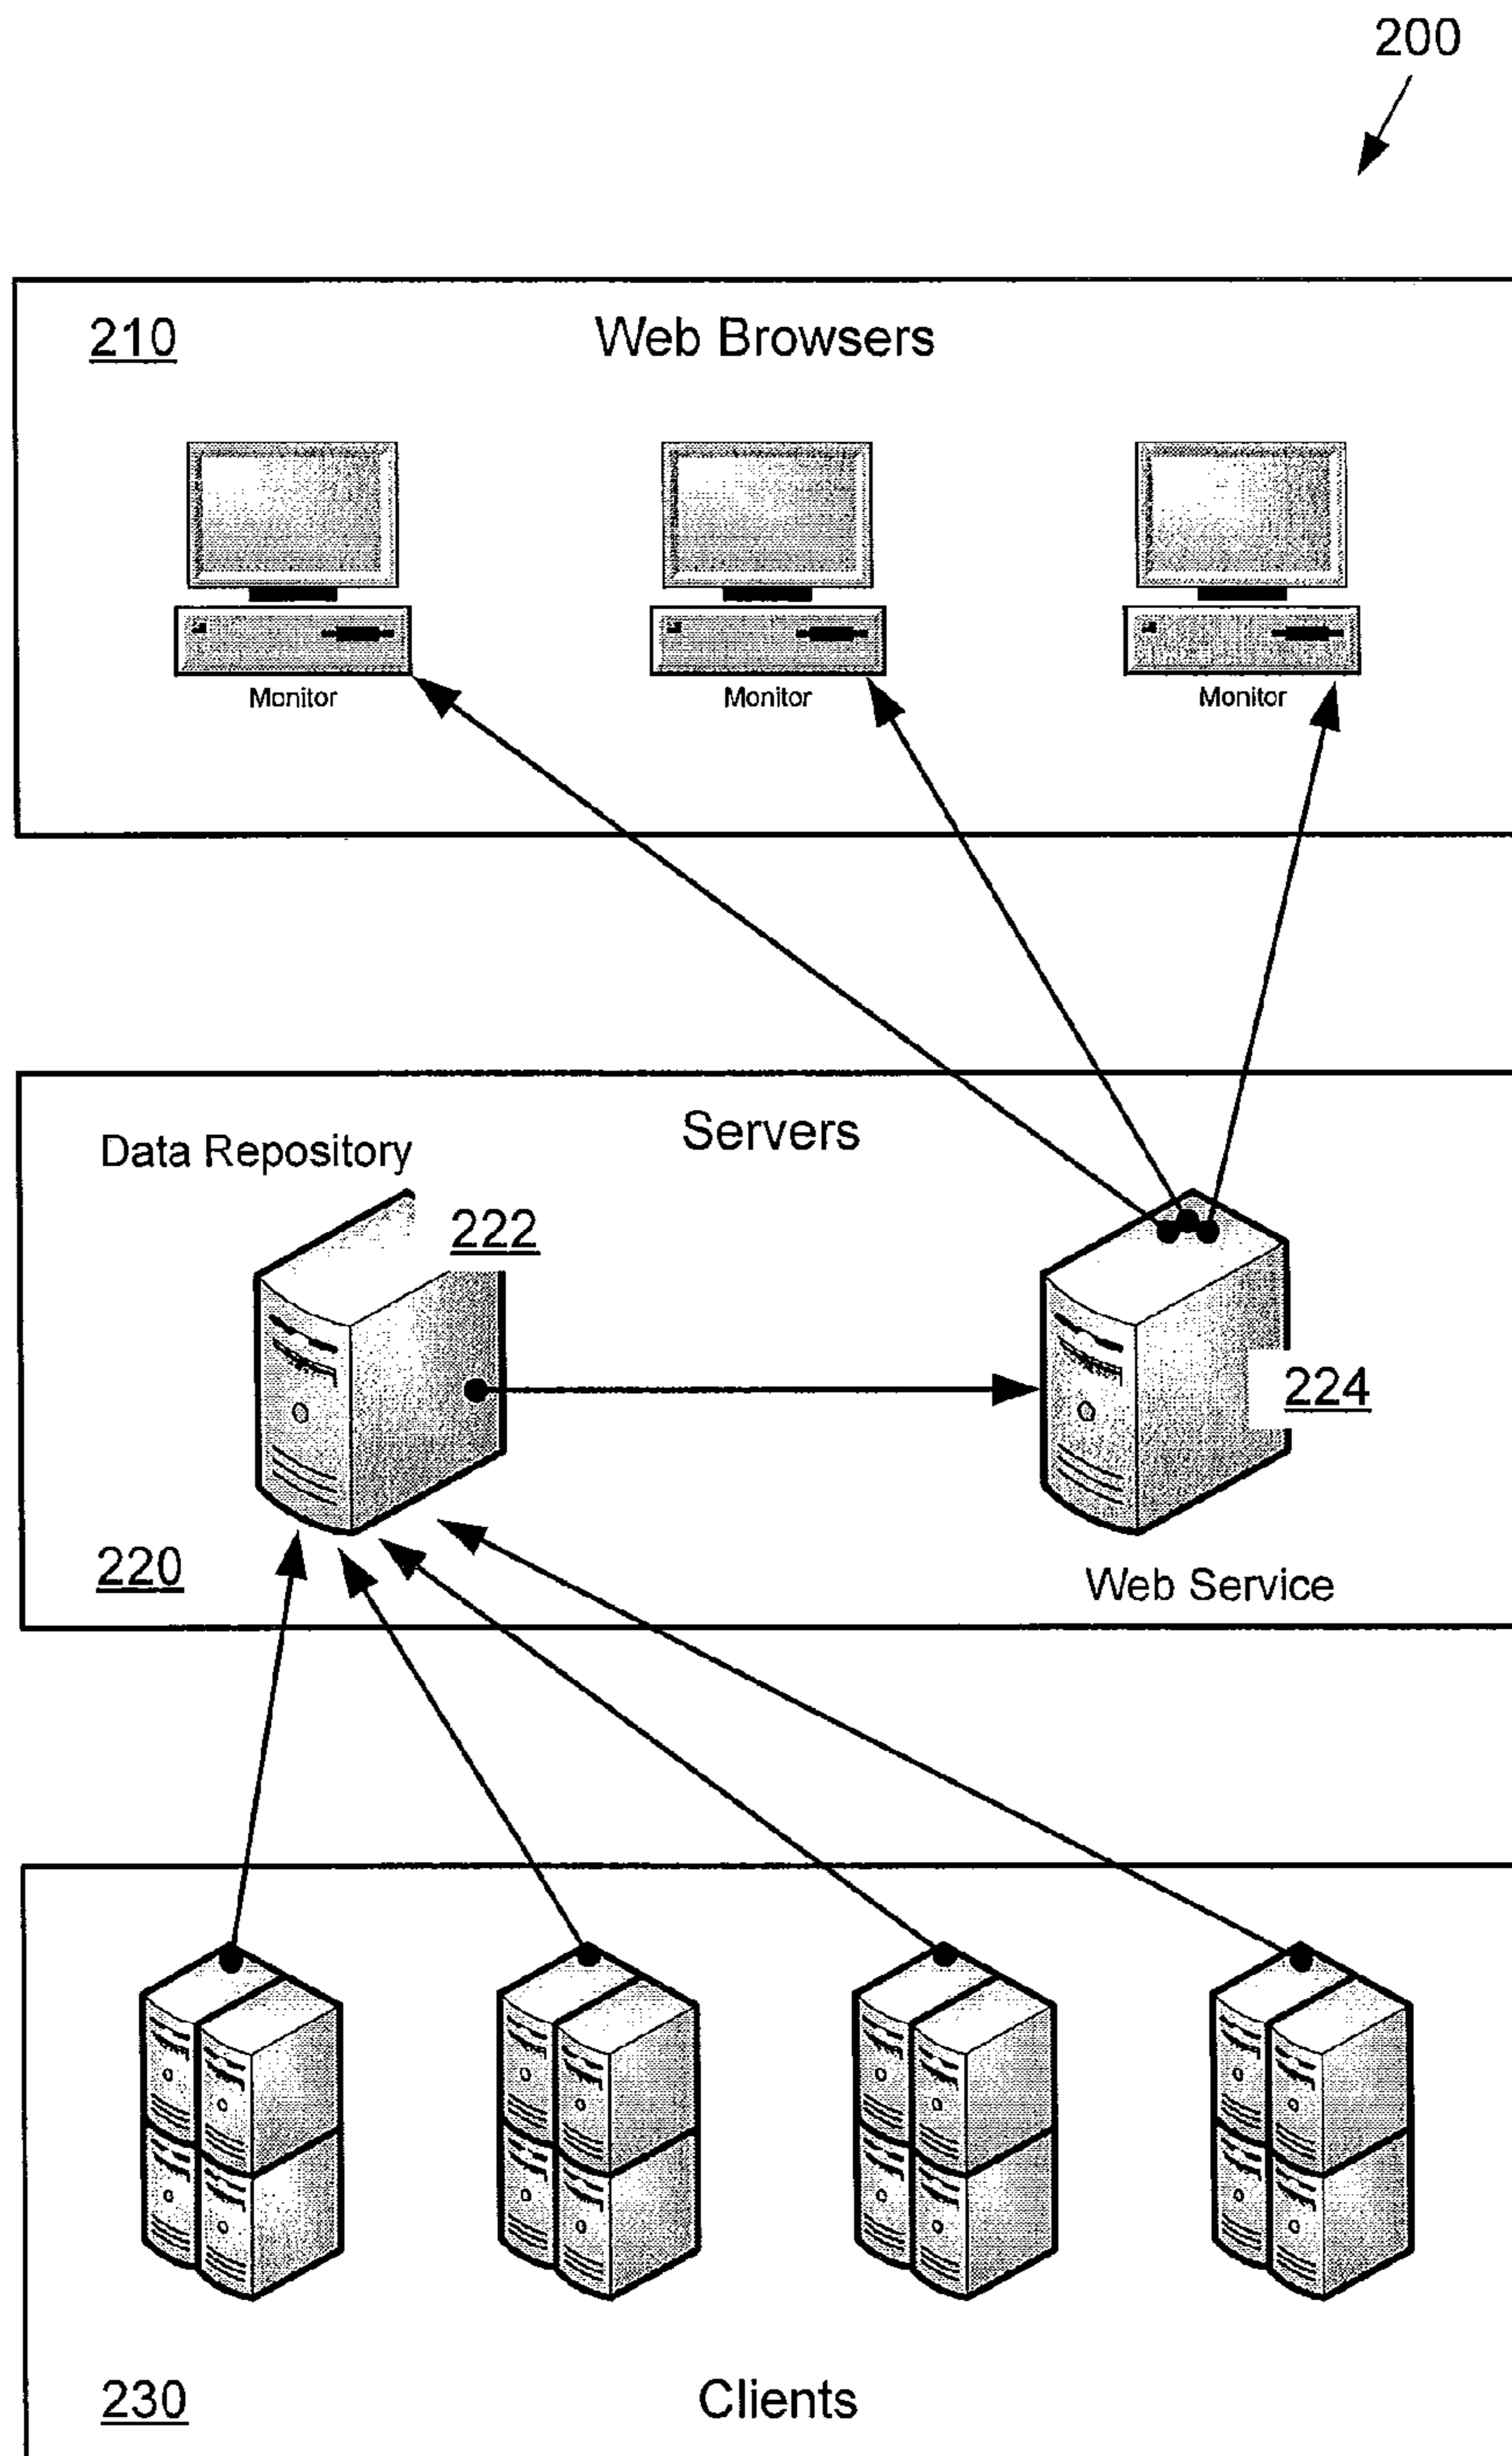 200
210 Web Browsers
Monitor Monitor Monitor
Servers
Data Repository
222
224
220
Web Service
230 Clients